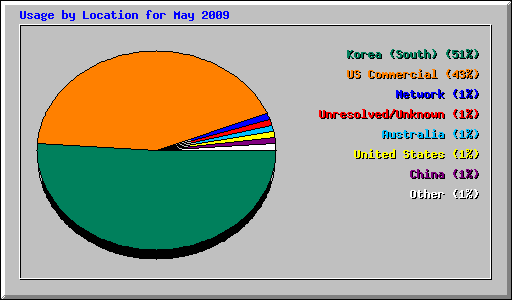 Usage by Location for May 2009
Korea (South) (51%)
US Commercial (43%)
Network (1%)
Unresolved/Unknown (1%)
Australia (1%)
United States (1%)
China (1%)
Other (1%)